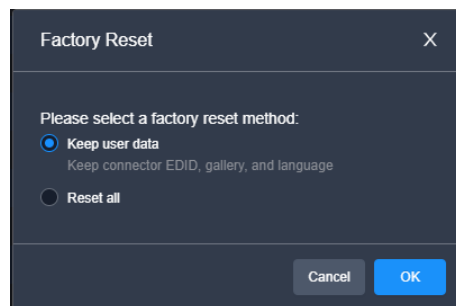 Factory Reset X
Please select a factory reset method:
Keep user data
Keep connector EDID, gallery, and language
Reset all
Cancel OK